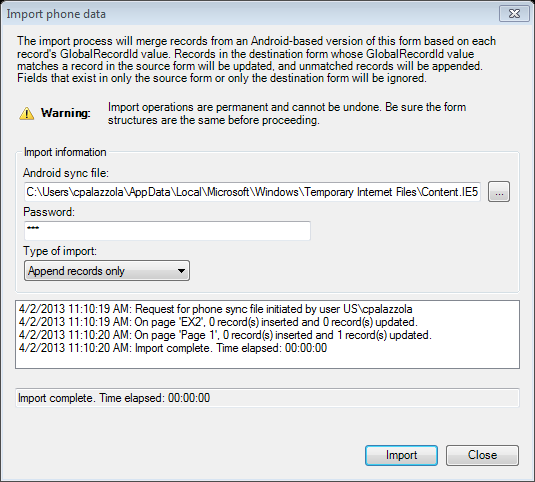 Import phone data
The import process will merge records from an Android-based version of this form based on each
record's GlobalRecordId value. Records in the destination form whose GlobalRecordId value
matches a record in the source form will be updated, and unmatched records will be appended.
Fields that exist in only the source form or only the destination form will be ignored.
Warning: Import operations are permanent and cannot be undone. Be sure the form
structures are the same before proceeding.
Import information
Android sync file:
C:\Users\cpalazzola\AppData\Local\Microsoft\Windows\Temporary Internet Files\Content.IE5 ...
Password:
***
Type of import:
Append records only
4/2/2013 11:10:19 AM: Request for phone sync file initiated by user US\cpalazzola
4/2/2013 11:10:19 AM: On page 'EX2', 0 record(s) inserted and 0 record(s) updated.
4/2/2013 11:10:20 AM: On page 'Page 1', 0 record(s) inserted and 1 record(s) updated.
4/2/2013 11:10:20 AM: Import complete. Time elapsed: 00:00:00
Import complete. Time elapsed: 00:00:00
Import Close